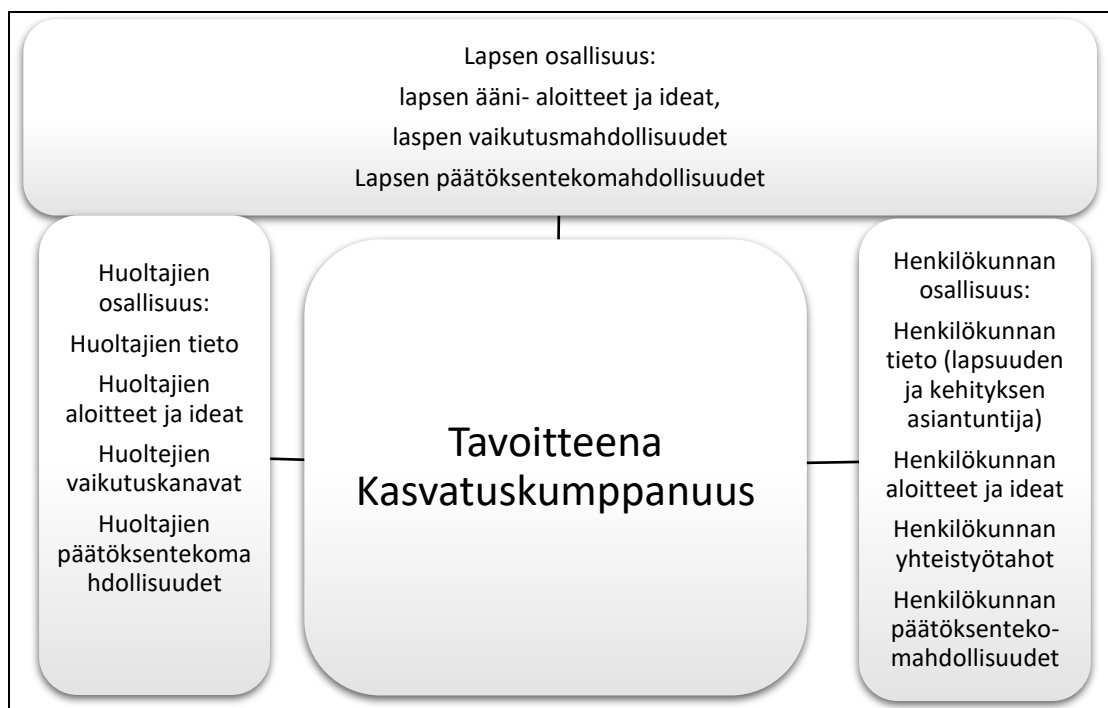 Lapsen osallisuus:
lapsen ääni- aloitteet ja ideat,
laspen vaikutusmahdollisuudet
Lapsen päätöksentekomahdollisuudet
Huoltajien
osallisuus:
Huoltajien tieto
Huoltajien
aloitteet ja ideat
Huoltejien
vaikutuskanavat
Huoltajien
päätöksentekoma
hdollisuudet
Tavoitteena
Kasvatuskumppanuus
Henkilökunnan
osallisuus:
Henkilökunnan
tieto (lapsuuden
ja kehityksen
asiantuntija)
Henkilökunnan
aloitteet ja ideat
Henkilökunnan
yhteistyötahot
Henkilökunnan
päätöksenteko-
mahdollisuudet